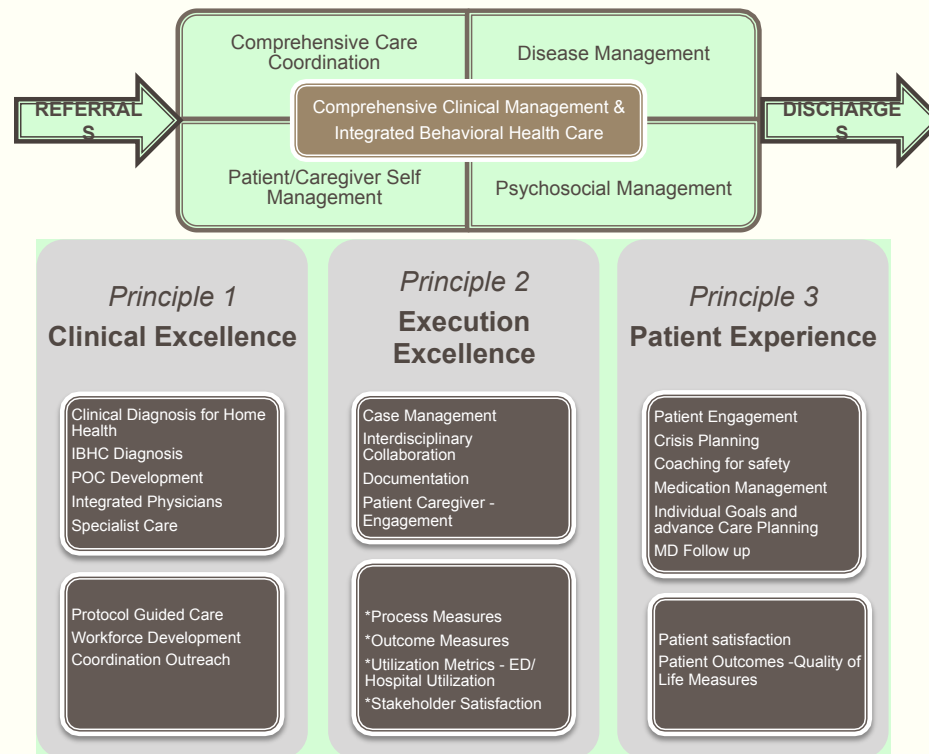 Comprehensive Care
Coordination
Disease Management
REFERRAL
S
Comprehensive Clinical Management &
Integrated Behavioral Health Care
DISCHARGE
S
Patient/Caregiver Self
Management
Psychosocial Management
Principle 1
Clinical Excellence
Clinical Diagnosis for Home
Health
IBHC Diagnosis
POC Development
Integrated Physicians
Specialist Care
Protocol Guided Care
Workforce Development
Coordination Outreach
Principle 2
Execution
Excellence
Case Management
Interdisciplinary
Collaboration
Documentation
Patient Caregiver -
Engagement
*Process Measures
*Outcome Measures
*Utilization Metrics - ED/
Hospital Utilization
*Stakeholder Satisfaction
Principle 3
Patient Experience
Patient Engagement
Crisis Planning
Coaching for safety
Medication Management
Individual Goals and
advance Care Planning
MD Follow up
Patient satisfaction
Patient Outcomes -Quality of
Life Measures